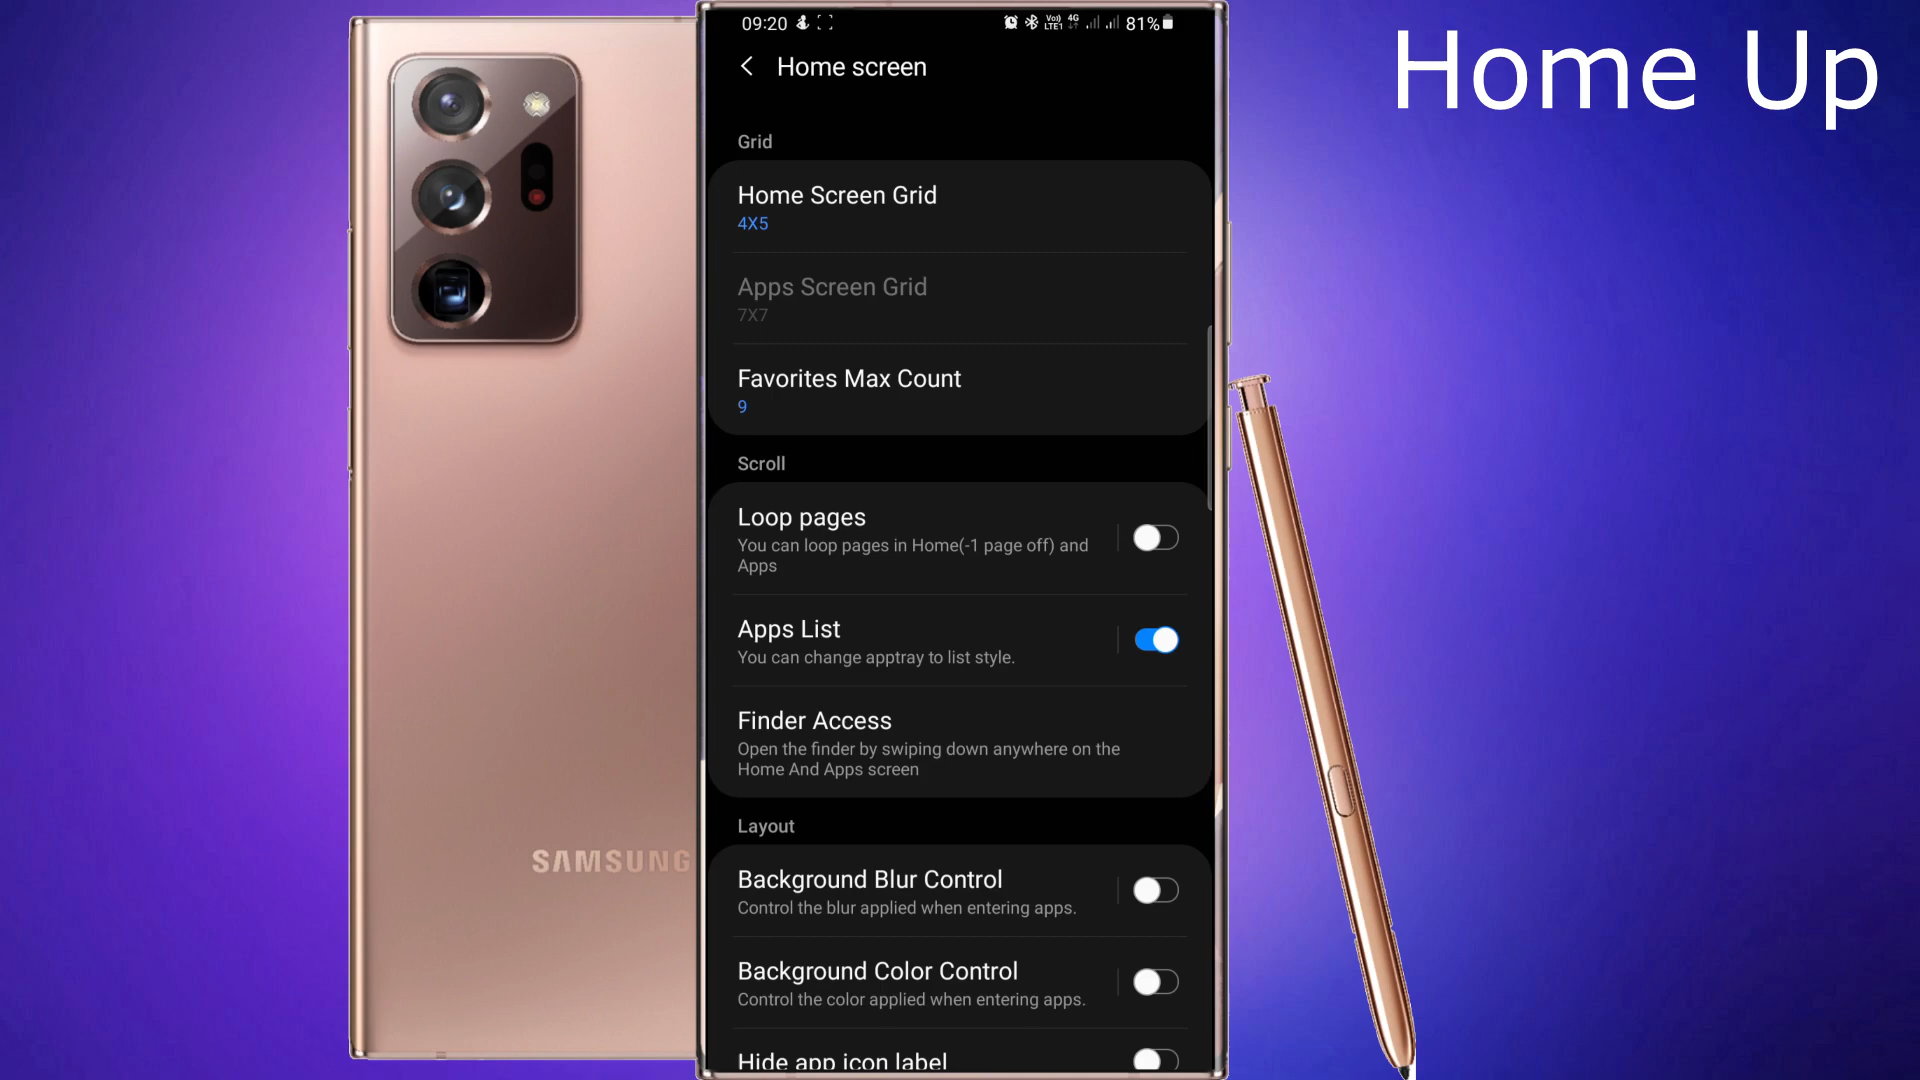 Home Up
09:20
Vo))
LTE1
4G
81%
Home screen
Grid
Home Screen Grid
4X5
Apps Screen Grid
7X7
Favorites Max Count
9
Scroll
Loop pages
You can loop pages in Home(-1 page off) and
Apps
Apps List
You can change apptray to list style.
Finder Access
Open the finder by swiping down anywhere on the
Home And Apps screen
Layout
Background Blur Control
Control the blur applied when entering apps.
Background Color Control
Control the color applied when entering apps.
Hide app icon label
SAMSUNG